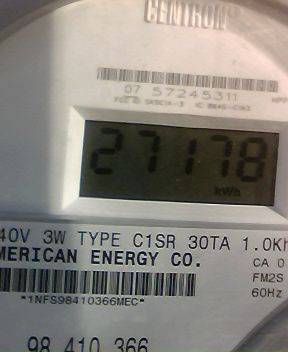 CENTRON
07 57245311
27178
kWh
40V 3W TYPE C1SR 30TA 1.0Kh
MERICAN ENERGY CO.
CA 0
FM2S
60Hz
*1NFS98410366MEC*
98 410 366